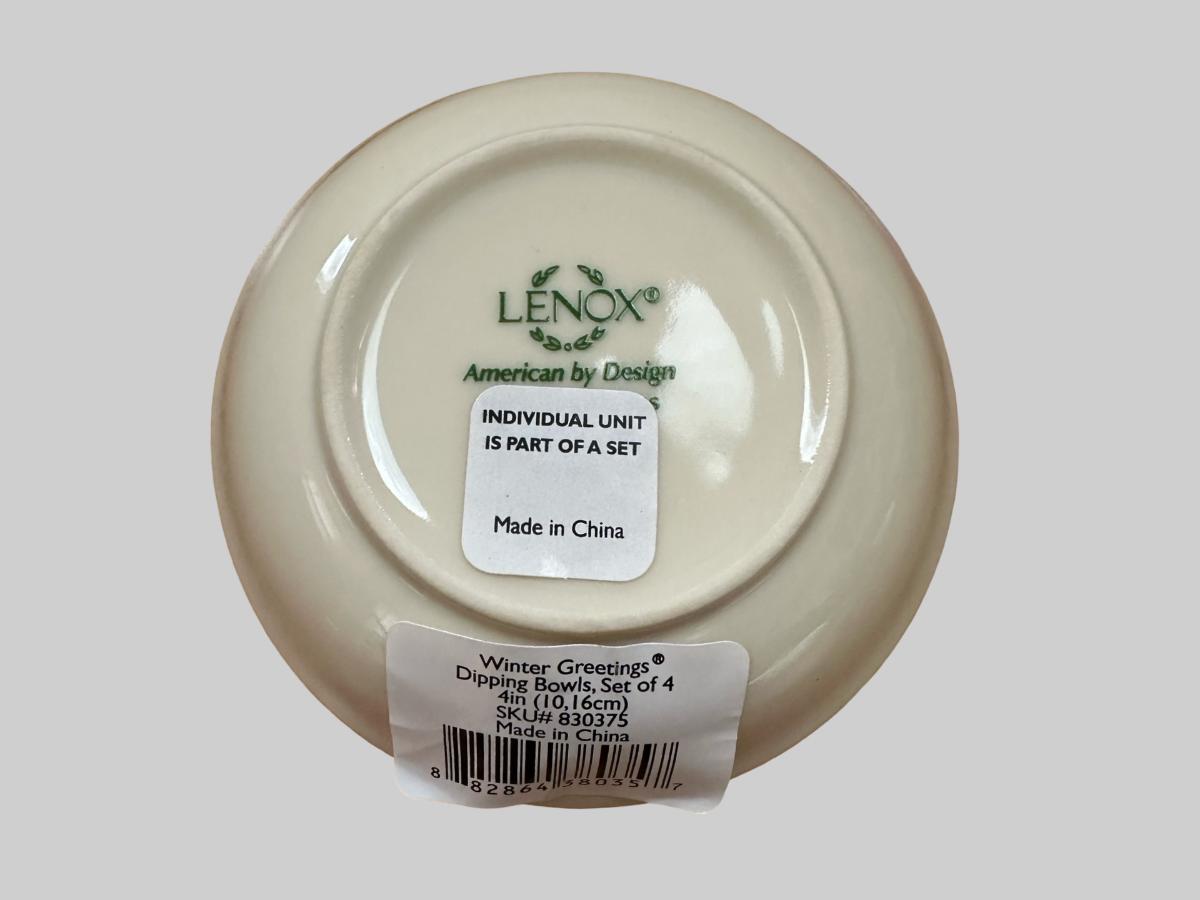 LENOX®
American by Design
INDIVIDUAL UNIT
IS PART OF A SET
Made in China
Winter Greetings®
Dipping Bowls, Set of 4
4in (10,16cm)
SKU# 830375
Made in China
8 82864 38035 7